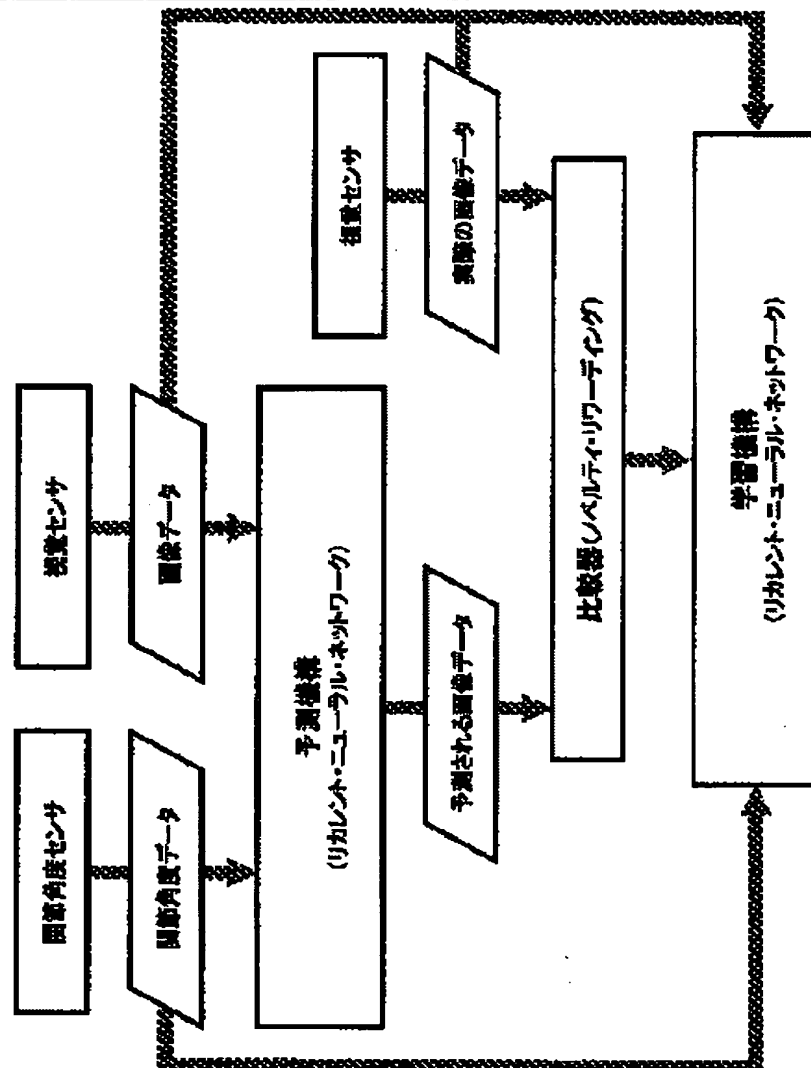 関節角度センサ
視覚センサ
関節角度データ
画像データ
視覚センサ
予測機構
(リカレント・ニューラル・ネットワーク)
予測される画像データ
実際の画像データ
比較器(ノベルティ・リワーディング)
学習機構
(リカレント・ニューラル・ネットワーク)